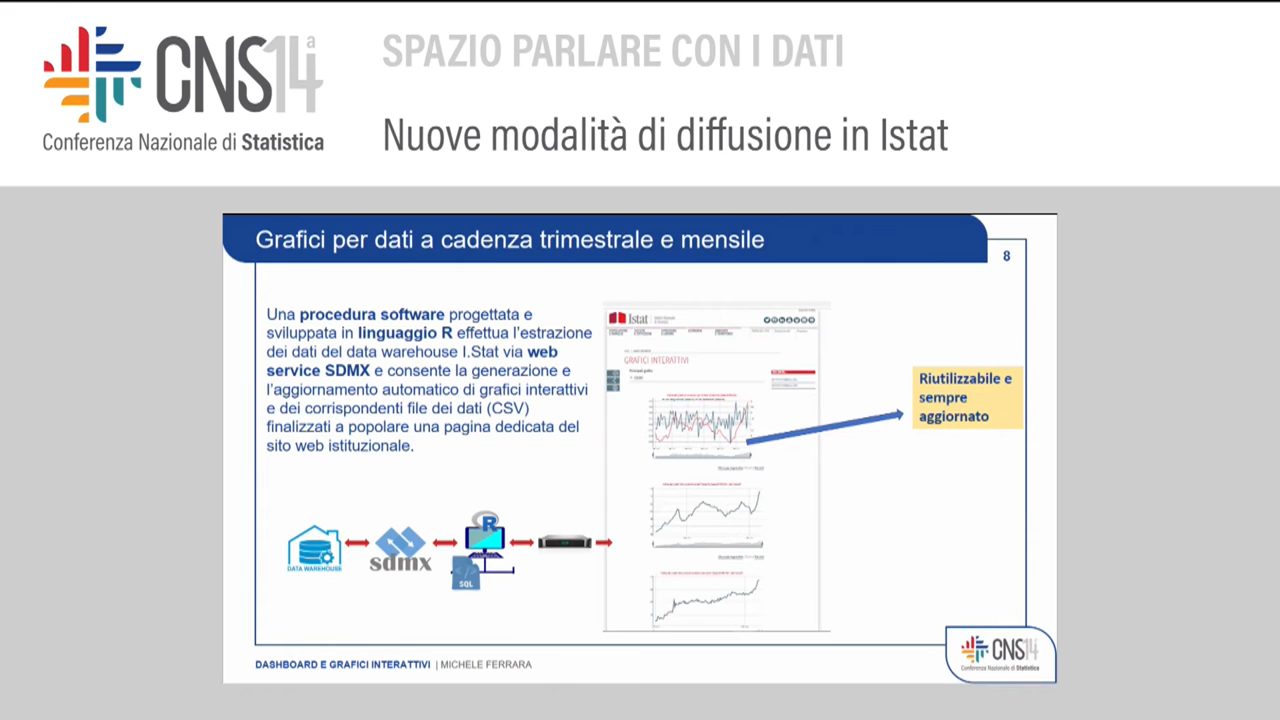 CNS14ª
Conferenza Nazionale di Statistica
SPAZIO PARLARE CON I DATI
Nuove modalità di diffusione in Istat
Grafici per dati a cadenza trimestrale e mensile
8
Una procedura software progettata e
sviluppata in linguaggio R effettua l'estrazione
dei dati del data warehouse I.Stat via web
service SDMX e consente la generazione e
l'aggiornamento automatico di grafici interattivi
e dei corrispondenti file dei dati (CSV)
finalizzati a popolare una pagina dedicata del
sito web istituzionale.
Istat
GRAFICI INTERATTIVI
Riutilizzabile e
sempre
aggiornato
DATA WAREHOUSE
sdmx
R
SQL
DASHBOARD E GRAFICI INTERATTIVI | MICHELE FERRARA
CNS14
Conferenza Nazionale di Statistica